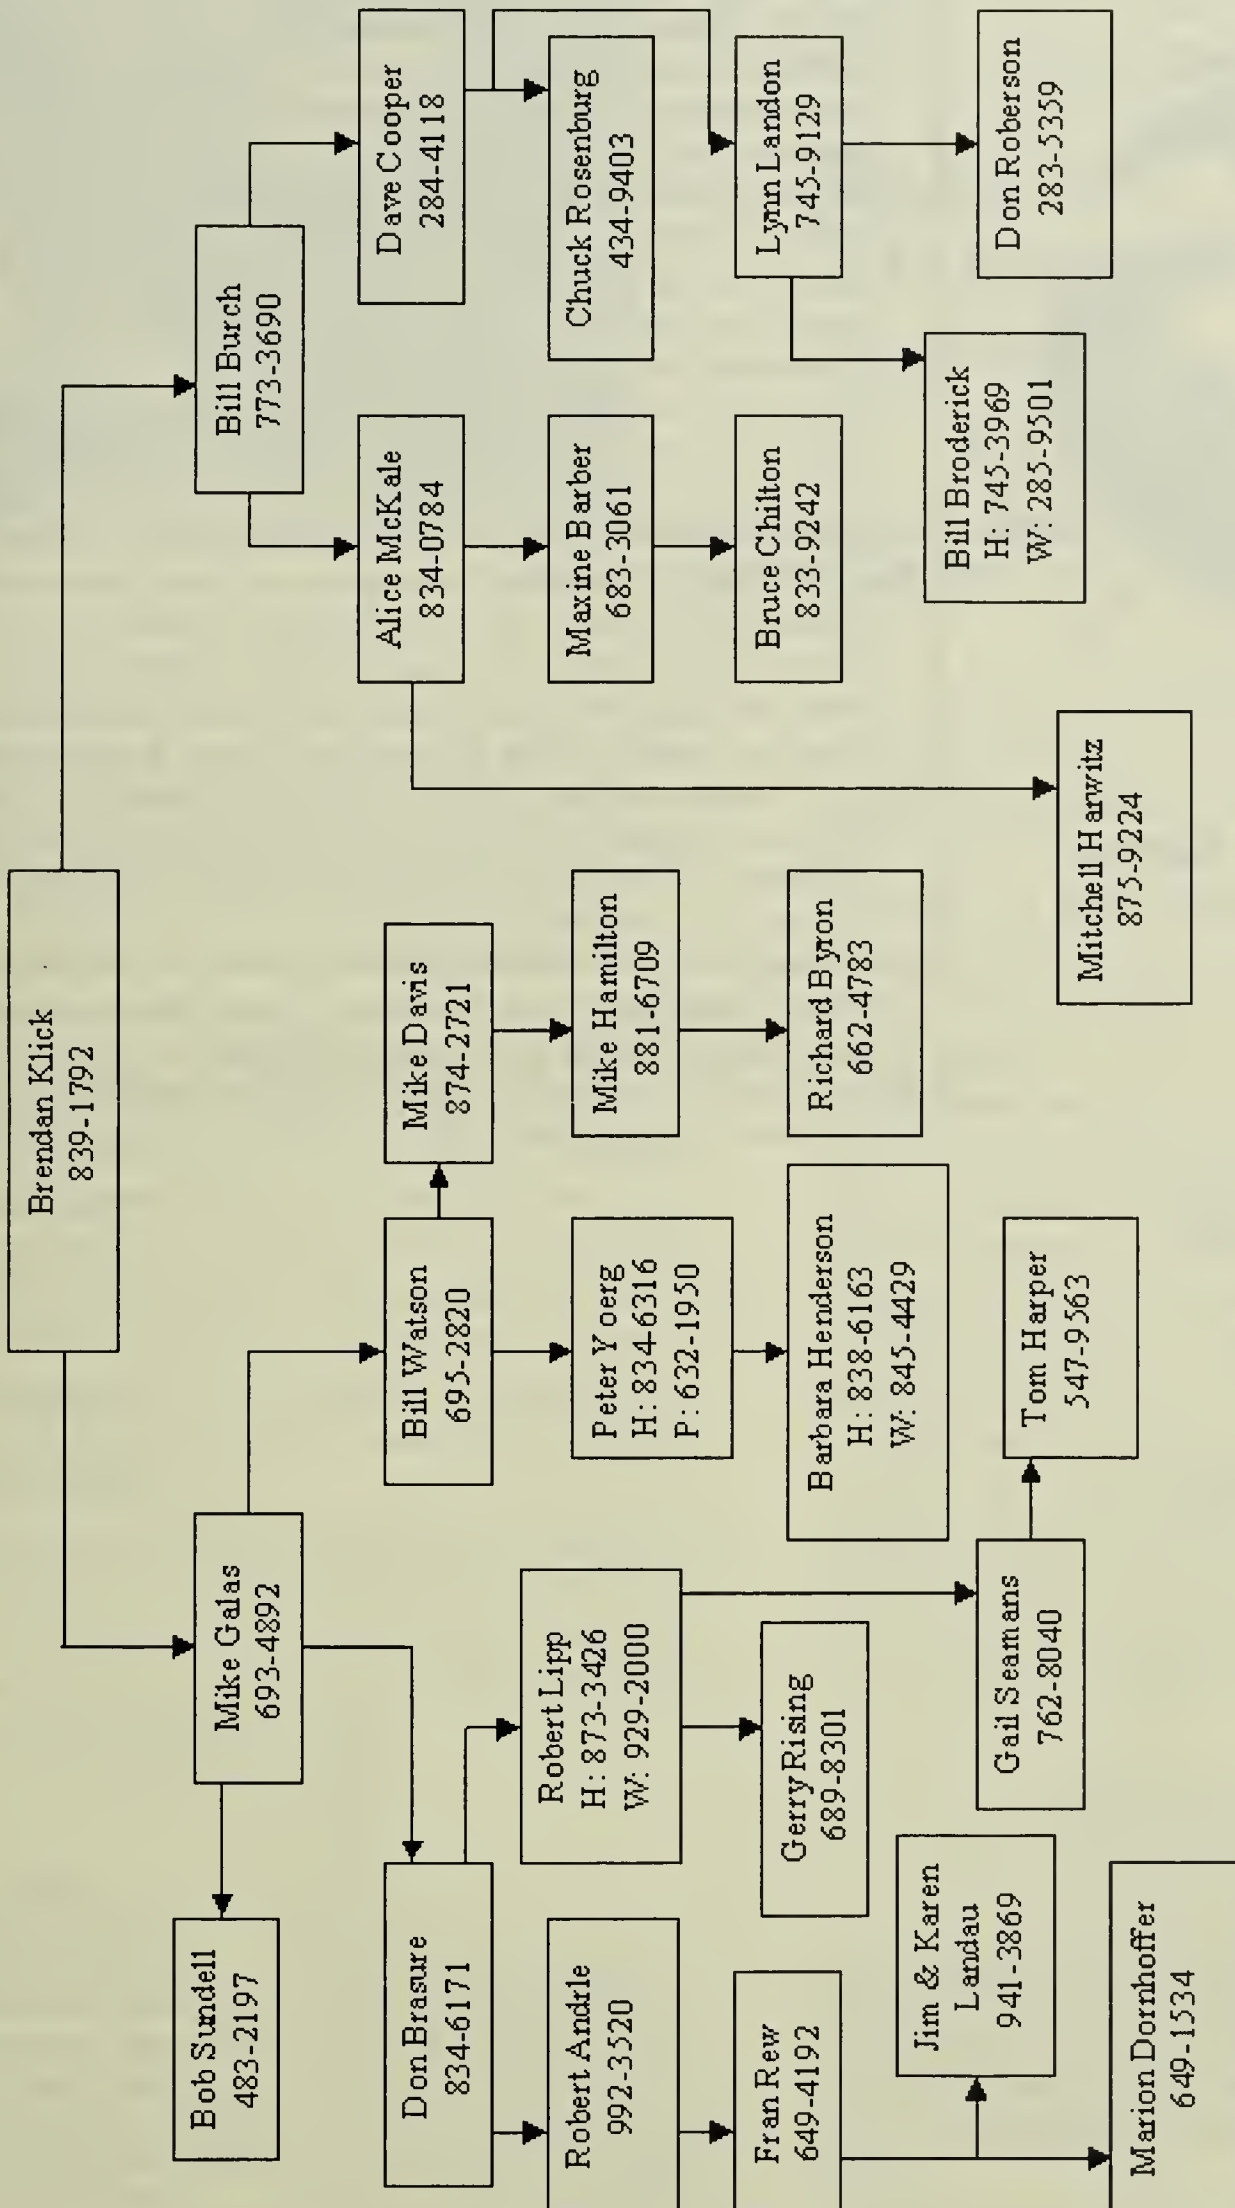 Brendan Klick
839-1792
Bob Sundell
483-2197
Mike Galas
693-4892
Bill Burch
773-3690
Don Brasure
834-6171
Bill Watson
695-2820
Mike Davis
874-2721
Alice McKale
834-0784
Dave Cooper
284-4118
Robert Andrle
992-3520
Robert Lipp
H: 873-3426
W: 929-2000
Peter Yoerg
H: 834-6316
P: 632-1950
Mike Hamilton
881-6709
Maxine Barber
683-3061
Chuck Rosenburg
434-9403
Fran Rew
649-4192
Gerry Rising
689-8301
Barbara Henderson
H: 838-6163
W: 845-4429
Richard Byron
662-4783
Bruce Chilton
833-9242
Lynn Landon
745-9129
Jim & Karen
Landau
941-3869
Gail Seamans
762-8040
Tom Harper
547-9563
Bill Broderick
H: 745-3969
W: 285-9501
Don Roberson
283-5359
Marion Dornhoffer
649-1534
Mitchell Harwitz
875-9224